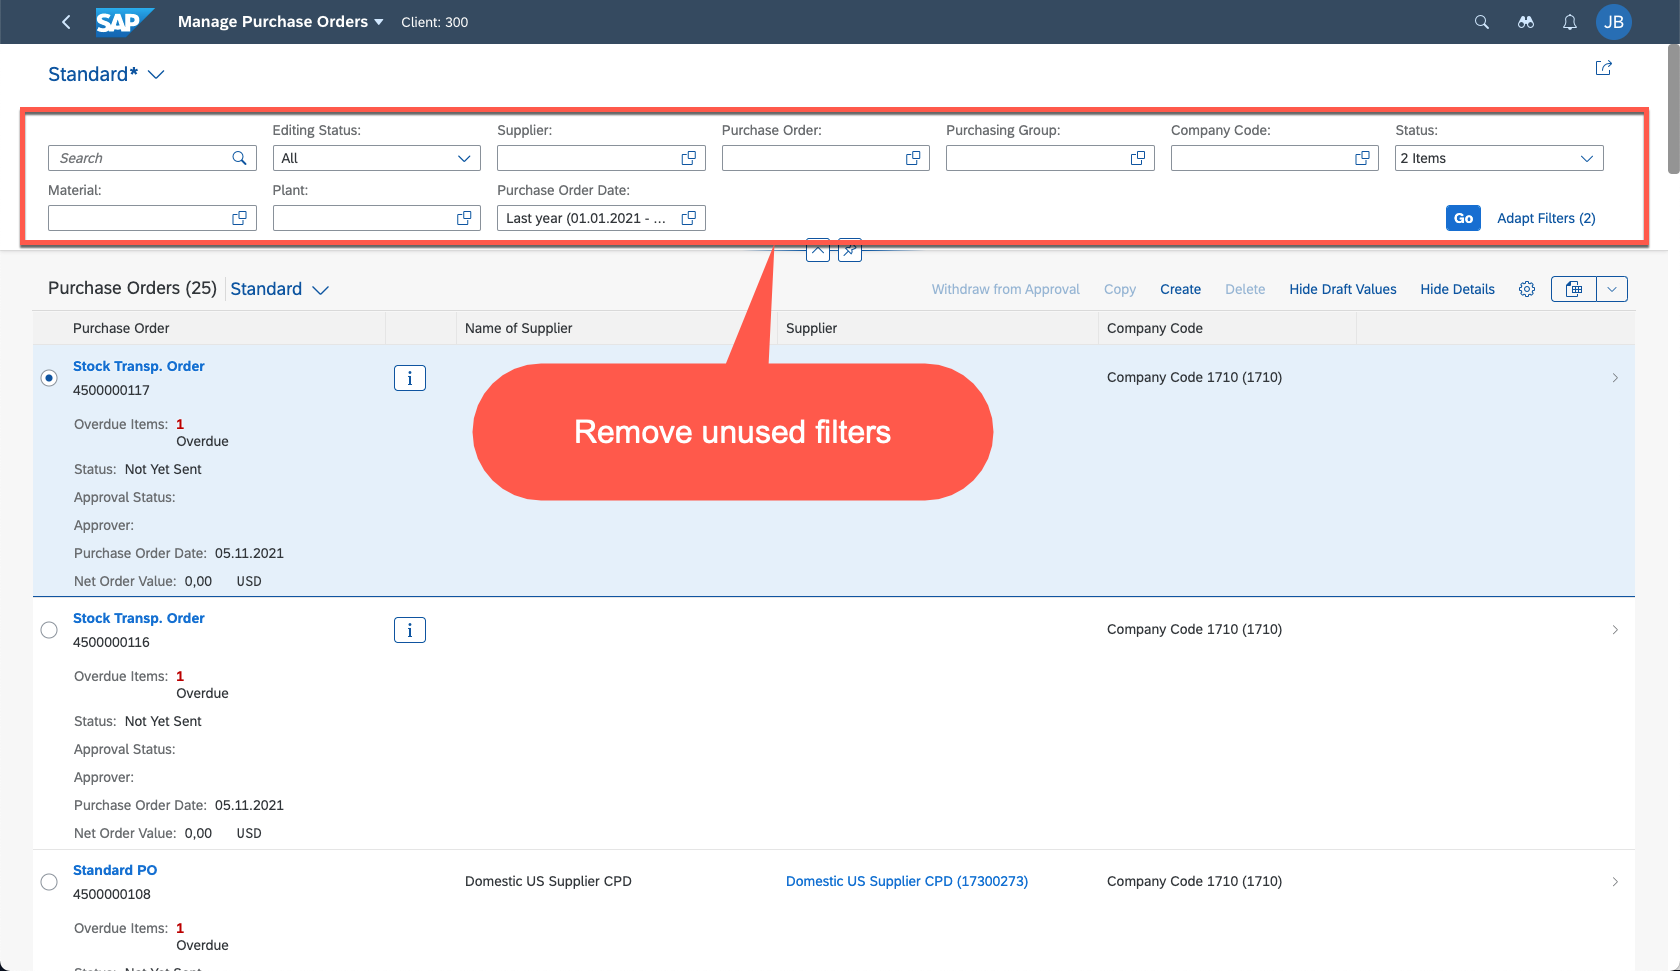 SAP Manage Purchase Orders Client: 300 JB
Standard*
Editing Status: Supplier: Purchase Order: Purchasing Group: Company Code: Status:
Search All 2 Items
Material: Plant: Purchase Order Date:
Last year (01.01.2021 - ... Go Adapt Filters (2)
Purchase Orders (25) Standard Withdraw from Approval Copy Create Delete Hide Draft Values Hide Details
Purchase Order Name of Supplier Supplier Company Code
Stock Transp. Order
4500000117
i
Company Code 1710 (1710)
Overdue Items: 1
Overdue
Status: Not Yet Sent
Approval Status:
Approver:
Purchase Order Date: 05.11.2021
Net Order Value: 0,00 USD
Remove unused filters
Stock Transp. Order
4500000116
i
Company Code 1710 (1710)
Overdue Items: 1
Overdue
Status: Not Yet Sent
Approval Status:
Approver:
Purchase Order Date: 05.11.2021
Net Order Value: 0,00 USD
Standard PO
4500000108
Domestic US Supplier CPD Domestic US Supplier CPD (17300273) Company Code 1710 (1710)
Overdue Items: 1
Overdue